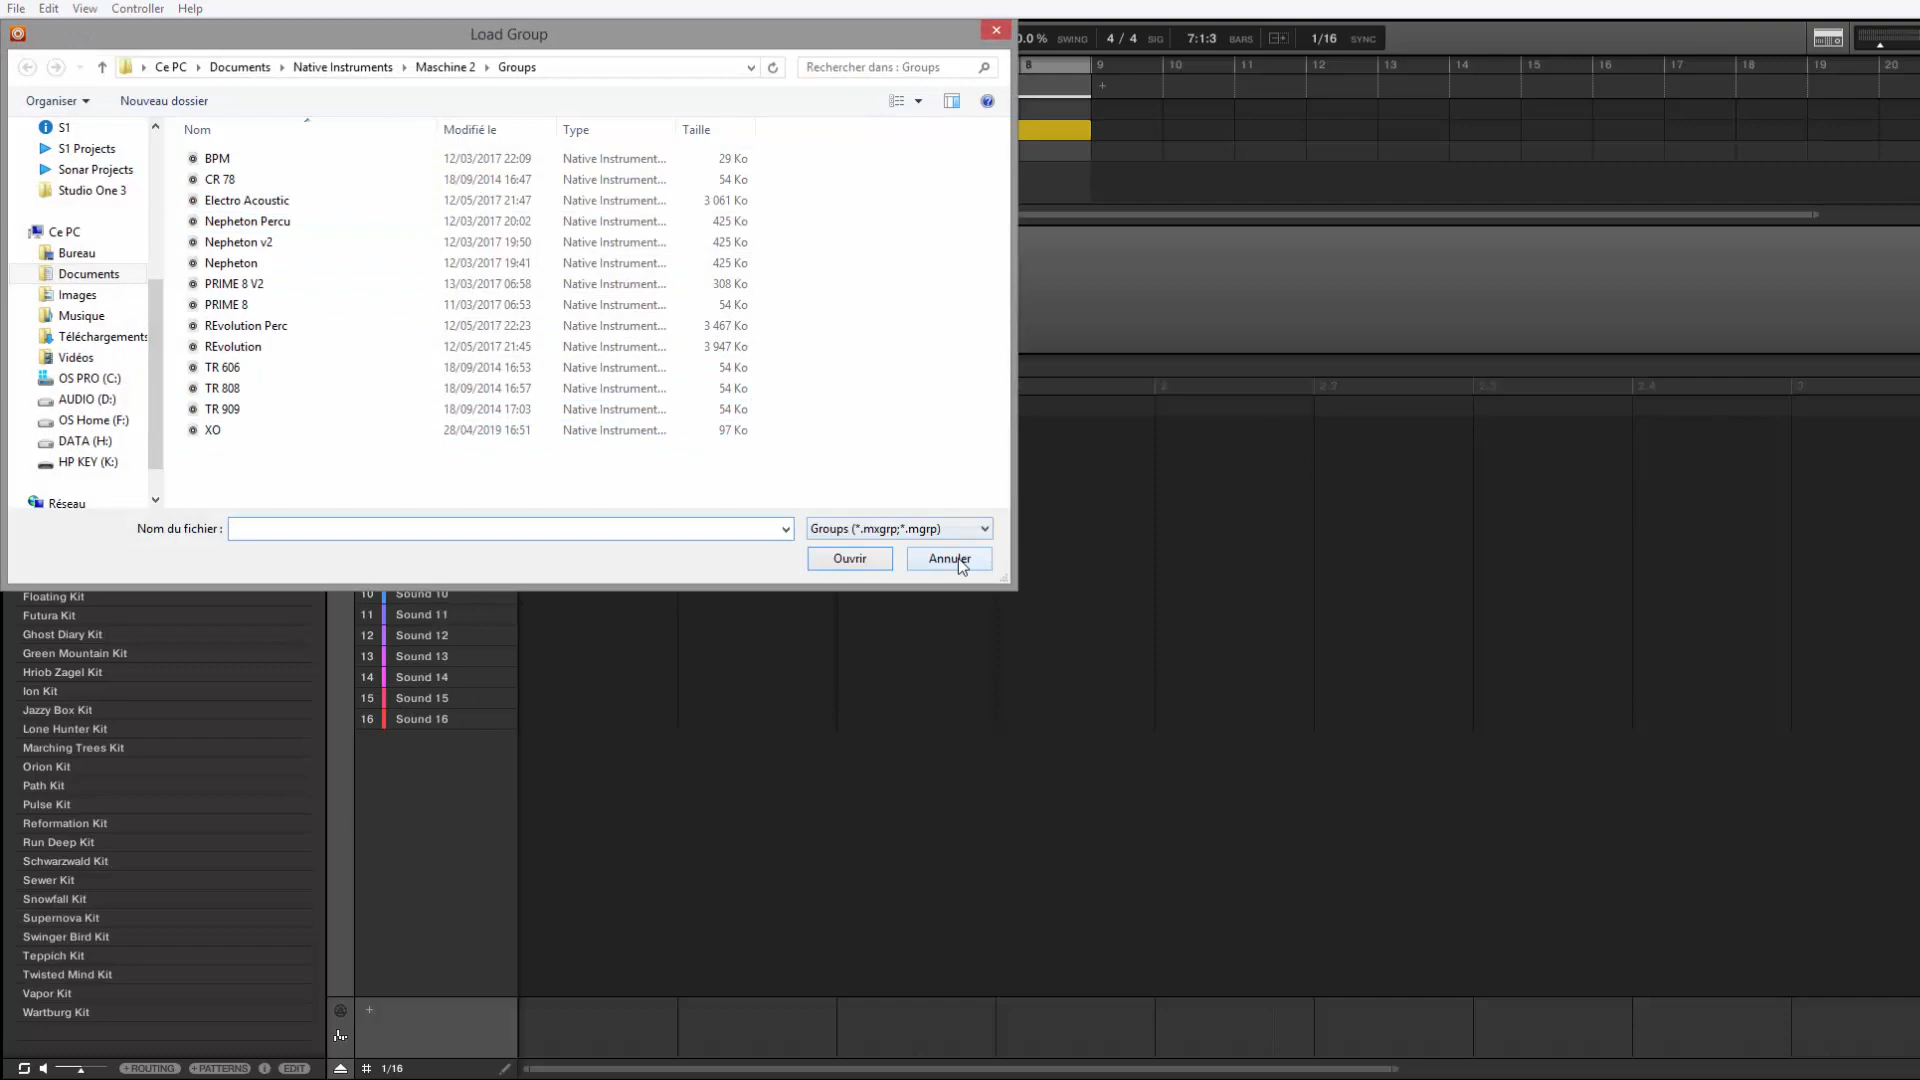 File Edit View Controller Help
Load Group
Ce PC Documents Native Instruments Maschine 2 Groups
Rechercher dans : Groups
Organiser
Nouveau dossier
S1
S1 Projects
Sonar Projects
Studio One 3
Ce PC
Bureau
Documents
Images
Musique
Téléchargements
Vidéos
OS PRO (C:)
AUDIO (D:)
OS Home (F:)
DATA (H:)
HP KEY (K:)
Réseau
Nom Modifié le Type Taille
BPM 12/03/2017 22:09 Native Instrument... 29 Ko
CR 78 18/09/2014 16:47 Native Instrument... 54 Ko
Electro Acoustic 12/05/2017 21:47 Native Instrument... 3 061 Ko
Nepheton Percu 12/03/2017 20:02 Native Instrument... 425 Ko
Nepheton v2 12/03/2017 19:50 Native Instrument... 425 Ko
Nepheton 12/03/2017 19:41 Native Instrument... 425 Ko
PRIME 8 V2 13/03/2017 06:58 Native Instrument... 308 Ko
PRIME 8 11/03/2017 06:53 Native Instrument... 54 Ko
REvolution Perc 12/05/2017 22:23 Native Instrument... 3 467 Ko
REvolution 12/05/2017 21:45 Native Instrument... 3 947 Ko
TR 606 18/09/2014 16:53 Native Instrument... 54 Ko
TR 808 18/09/2014 16:57 Native Instrument... 54 Ko
TR 909 18/09/2014 17:03 Native Instrument... 54 Ko
XO 28/04/2019 16:51 Native Instrument... 97 Ko
Nom du fichier :
Groups (*.mxgrp;*.mgrp)
Ouvrir Annuler
.0 % SWING 4 / 4 SIG 7:1:3 BARS 1/16 SYNC
8 9 10 11 12 13 14 15 16 17 18 19 20
2 2.2 2.3 2.4 3
Floating Kit
Futura Kit
Ghost Diary Kit
Green Mountain Kit
Hriob Zagel Kit
Ion Kit
Jazzy Box Kit
Lone Hunter Kit
Marching Trees Kit
Orion Kit
Path Kit
Pulse Kit
Reformation Kit
Run Deep Kit
Schwarzwald Kit
Sewer Kit
Snowfall Kit
Supernova Kit
Swinger Bird Kit
Teppich Kit
Twisted Mind Kit
Vapor Kit
Wartburg Kit
10 Sound 10
11 Sound 11
12 Sound 12
13 Sound 13
14 Sound 14
15 Sound 15
16 Sound 16
+ROUTING +PATTERNS i EDIT
1/16